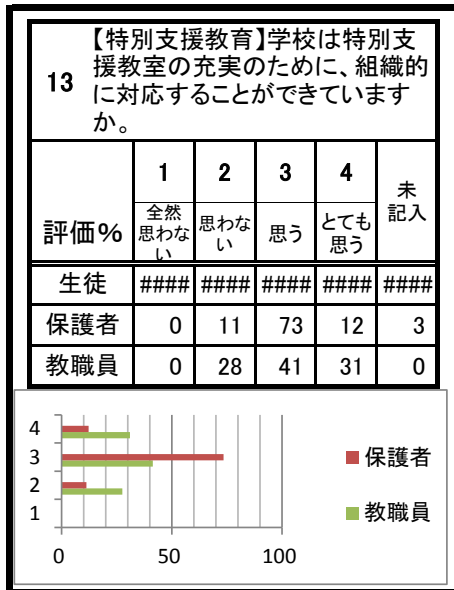 【特別支援教育】学校は特別支
13 援教室の充実のために、組織的
に対応することができています
か。
評価% 1 2 3 4 未記入
全然思わない 思わない 思う とても思う
生徒 #### #### #### #### ####
保護者 0 11 73 12 3
教職員 0 28 41 31 0
4
3
2
1
0 50 100
保護者
教職員